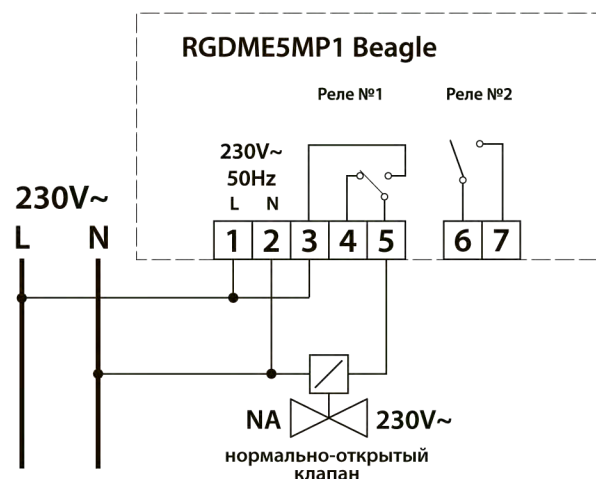 RGDME5MP1 Beagle
Реле №1
Реле №2
230V~
50Hz
L N
230V~
L N
1 2 3 4 5 6 7
NA
230V~
нормально-открытый
клапан